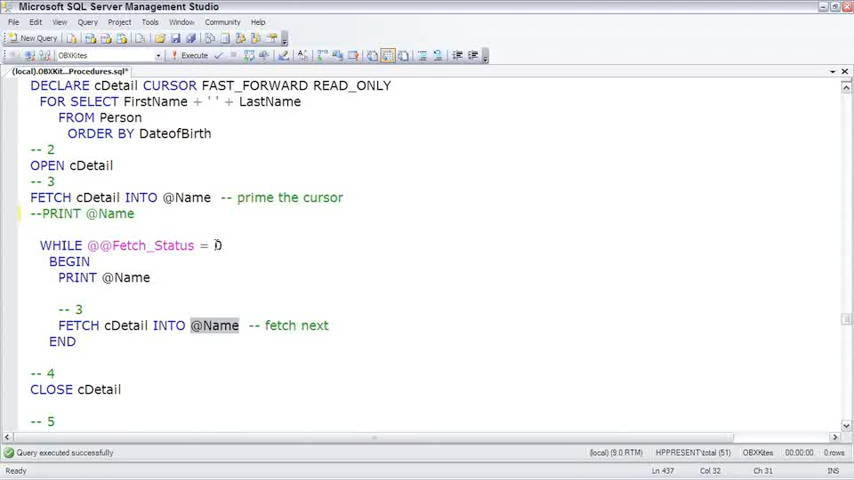 Microsoft SQL Server Management Studio
File Edit View Query Project Tools Window Community Help
New Query
OBXKites Execute
(local).OBXKit...Procedures.sql*
DECLARE cDetail CURSOR FAST_FORWARD READ_ONLY
FOR SELECT FirstName + ' ' + LastName
FROM Person
ORDER BY DateofBirth
-- 2
OPEN cDetail
-- 3
FETCH cDetail INTO @Name -- prime the cursor
--PRINT @Name
WHILE @@Fetch_Status = 0
BEGIN
PRINT @Name
-- 3
FETCH cDetail INTO @Name -- fetch next
END
-- 4
CLOSE cDetail
-- 5
Query executed successfully (local) (9.0 RTM) HPPRESENT\total (51) OBXKites 00:00:00 0 rows
Ready Ln 437 Col 32 Ch 31 INS